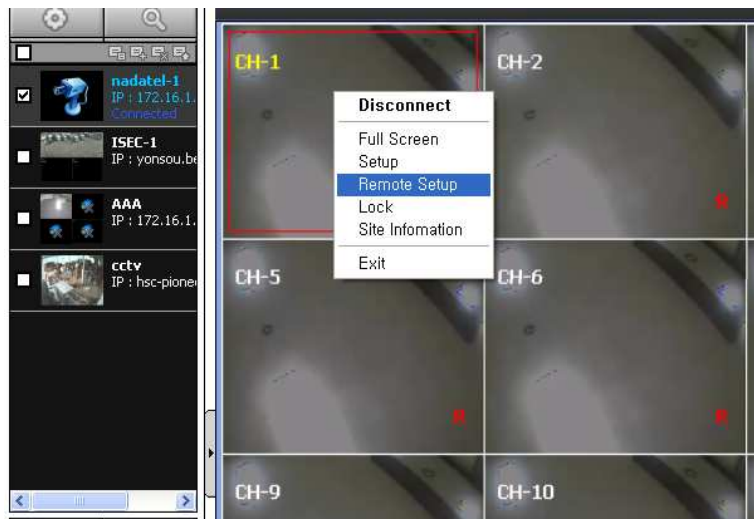 nadatel-1
IP : 172.16.1.
Connected
ISEC-1
IP : yonsou.be
AAA
IP : 172.16.1.
cctv
IP : hsc-pione
CH-1
CH-2
Disconnect
Full Screen
Setup
Remote Setup
Lock
Site Infomation
Exit
R
CH-5
CH-6
R
R
CH-9
CH-10